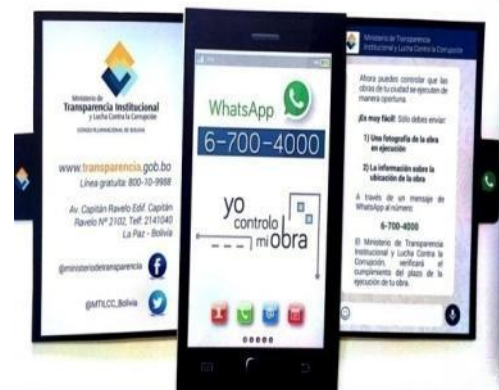 Ministerio de
Transparencia Institucional
y Lucha Contra la Corrupción
ESTADO PLURINACIONAL DE BOLIVIA
www.transparencia.gob.bo
Línea gratuita: 800-10-9988
Av. Capitán Ravelo Edif. Capitán
Ravelo Nº 2102, Telf: 2141040
La Paz - Bolivia
@ministeriodetransparencia
@MTILCC_Bolivia
WhatsApp
6-700-4000
yo
controlo
mi obra
Ministerio de Transparencia
Institucional y Lucha Contra la Corrupción
Ahora puedes controlar que las
obras de tu ciudad se ejecuten de
manera oportuna.
¡Es muy fácil! Sólo debes enviar:
1) Una fotografía de la obra
en ejecución
2) La información sobre la
ubicación de la obra
A través de un mensaje de
WhatsApp al número:
6-700-4000
El Ministerio de Transparencia
Institucional y Lucha Contra la
Corrupción, verificará el
cumplimiento del plazo de la
ejecución de tu obra.